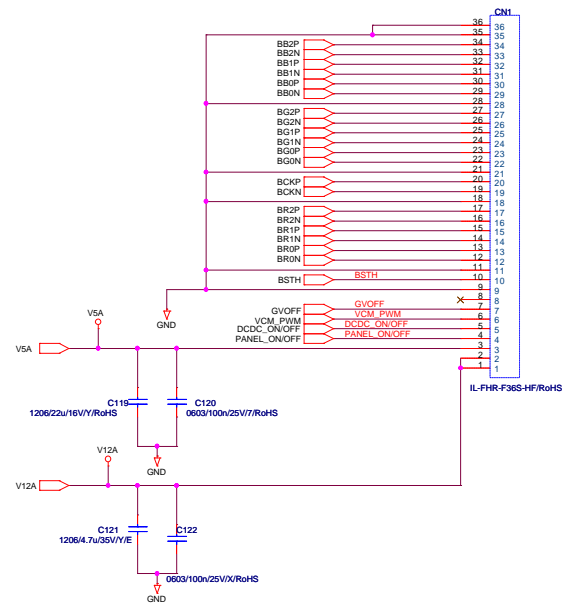 CN1
36 36
35 35
BB2P 34 34
BB2N 33 33
BB1P 32 32
BB1N 31 31
BB0P 30 30
BB0N 29 29
28 28
BG2P 27 27
BG2N 26 26
BG1P 25 25
BG1N 24 24
BG0P 23 23
BG0N 22 22
21 21
BCKP 20 20
BCKN 19 19
18 18
BR2P 17 17
BR2N 16 16
BR1P 15 15
BR1N 14 14
BR0P 13 13
BR0N 12 12
11 11
BSTH BSTH 10 10
9 9
8 8
GVOFF GVOFF 7 7
VCM_PWM VCM_PWM 6 6
DCDC_ON/OFF DCDC_ON/OFF 5 5
PANEL_ON/OFF PANEL_ON/OFF 4 4
3 3
2 2
1 1
GND
V5A
V5A
IL-FHR-F36S-HF/RoHS
C119
1206/22u/16V/Y/RoHS
C120
0603/100n/25V/7/RoHS
GND
V12A
V12A
C121
1206/4.7u/35V/Y/E
C122
0603/100n/25V/X/RoHS
GND